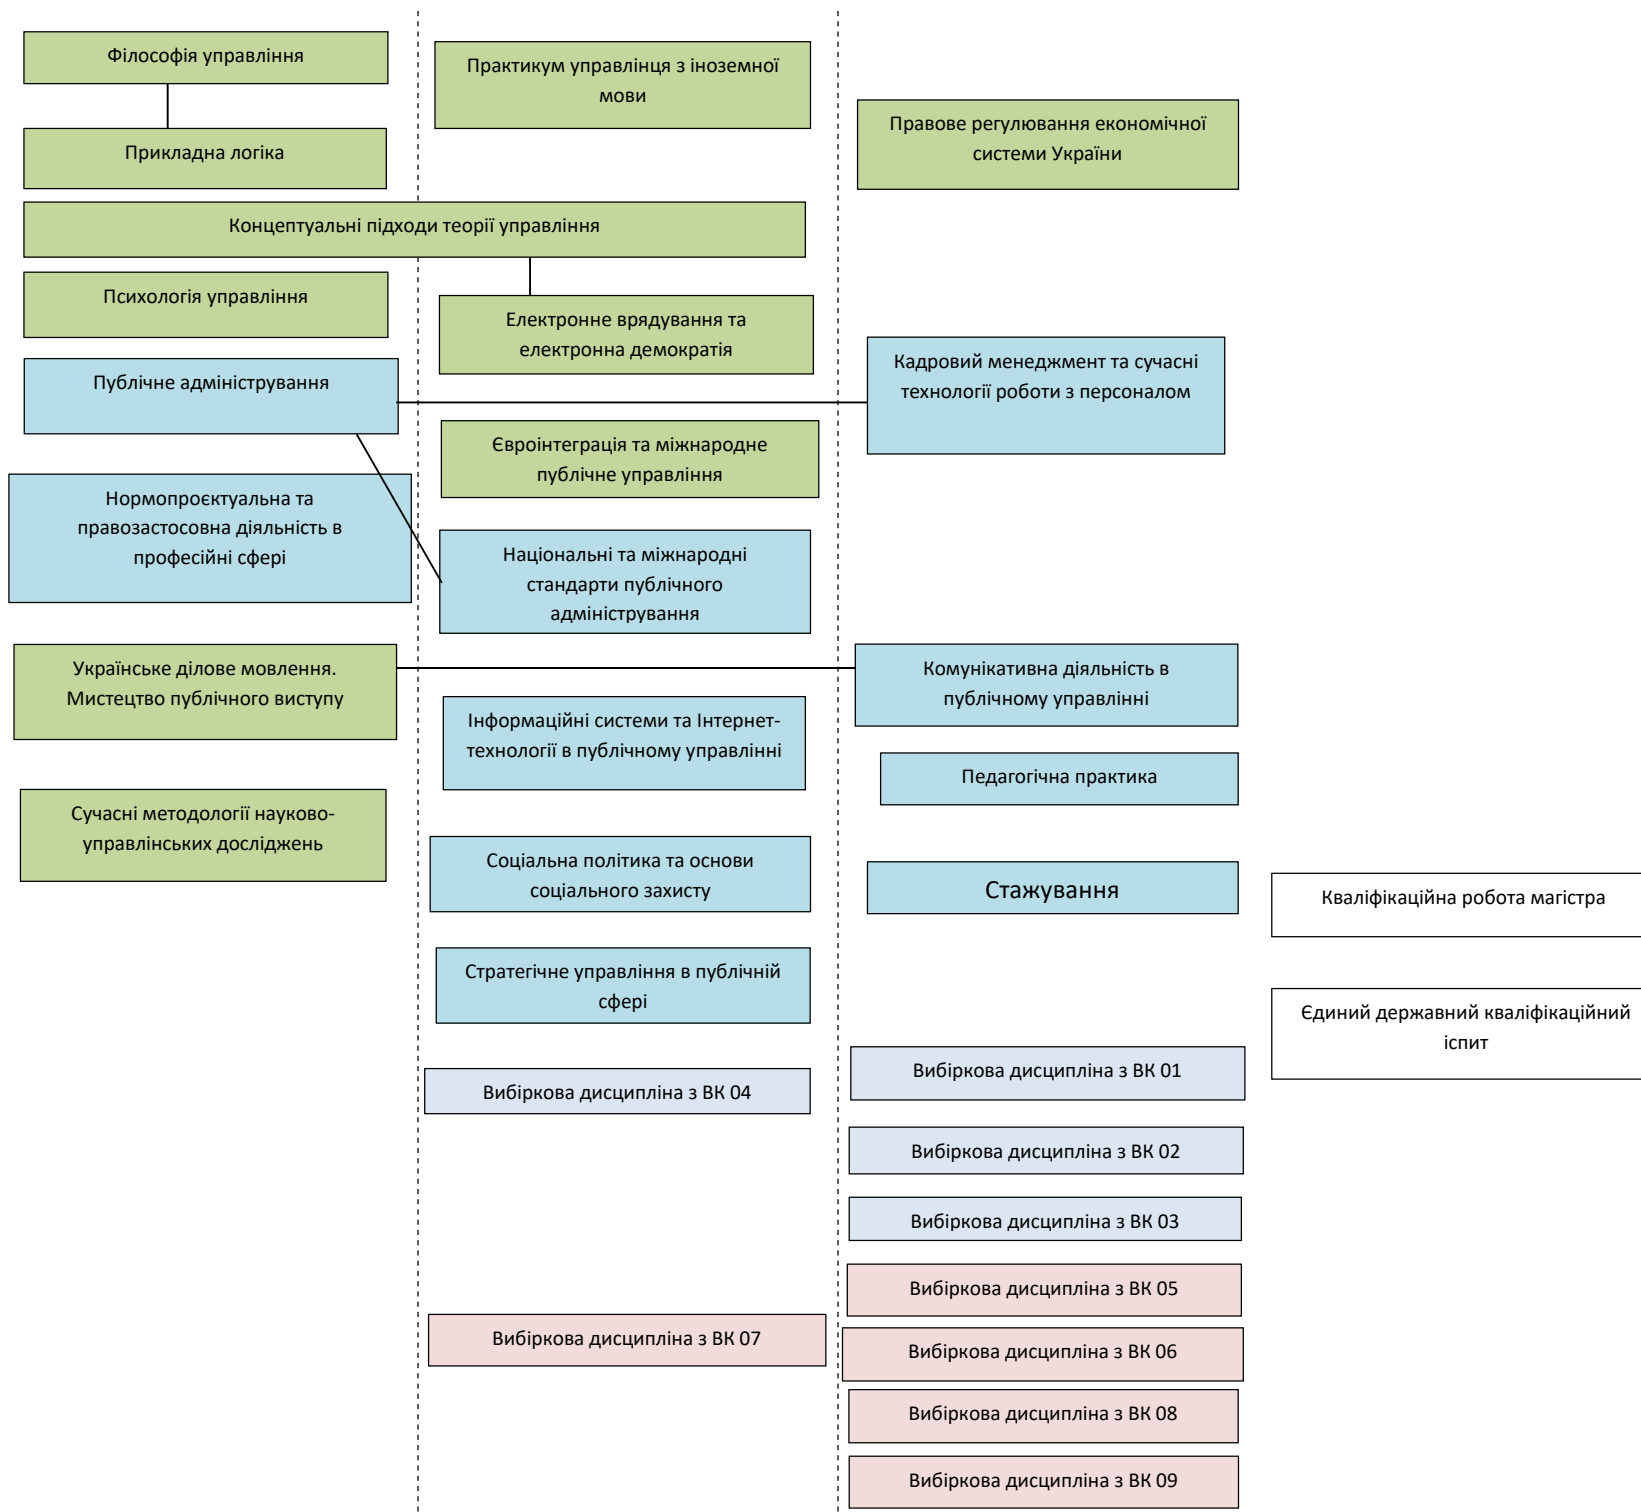 Філософія управління
Прикладна логіка
Концептуальні підходи теорії управління
Психологія управління
Публічне адміністрування
Нормопроєктуальна та
правозастосовна діяльність в
професійні сфері
Українське ділове мовлення.
Мистецтво публічного виступу
Сучасні методології науково-
управлінських досліджень
Практикум управлінця з іноземної
мови
Електронне врядування та
електронна демократія
Євроінтеграція та міжнародне
публічне управління
Національні та міжнародні
стандарти публічного
адміністрування
Інформаційні системи та Інтернет-
технології в публічному управлінні
Соціальна політика та основи
соціального захисту
Стратегічне управління в публічній
сфері
Вибіркова дисципліна з ВК 04
Вибіркова дисципліна з ВК 07
Правове регулювання економічної
системи України
Кадровий менеджмент та сучасні
технології роботи з персоналом
Комунікативна діяльність в
публічному управлінні
Педагогічна практика
Стажування
Вибіркова дисципліна з ВК 01
Вибіркова дисципліна з ВК 02
Вибіркова дисципліна з ВК 03
Вибіркова дисципліна з ВК 05
Вибіркова дисципліна з ВК 06
Вибіркова дисципліна з ВК 08
Вибіркова дисципліна з ВК 09
Кваліфікаційна робота магістра
Єдиний державний кваліфікаційний
іспит